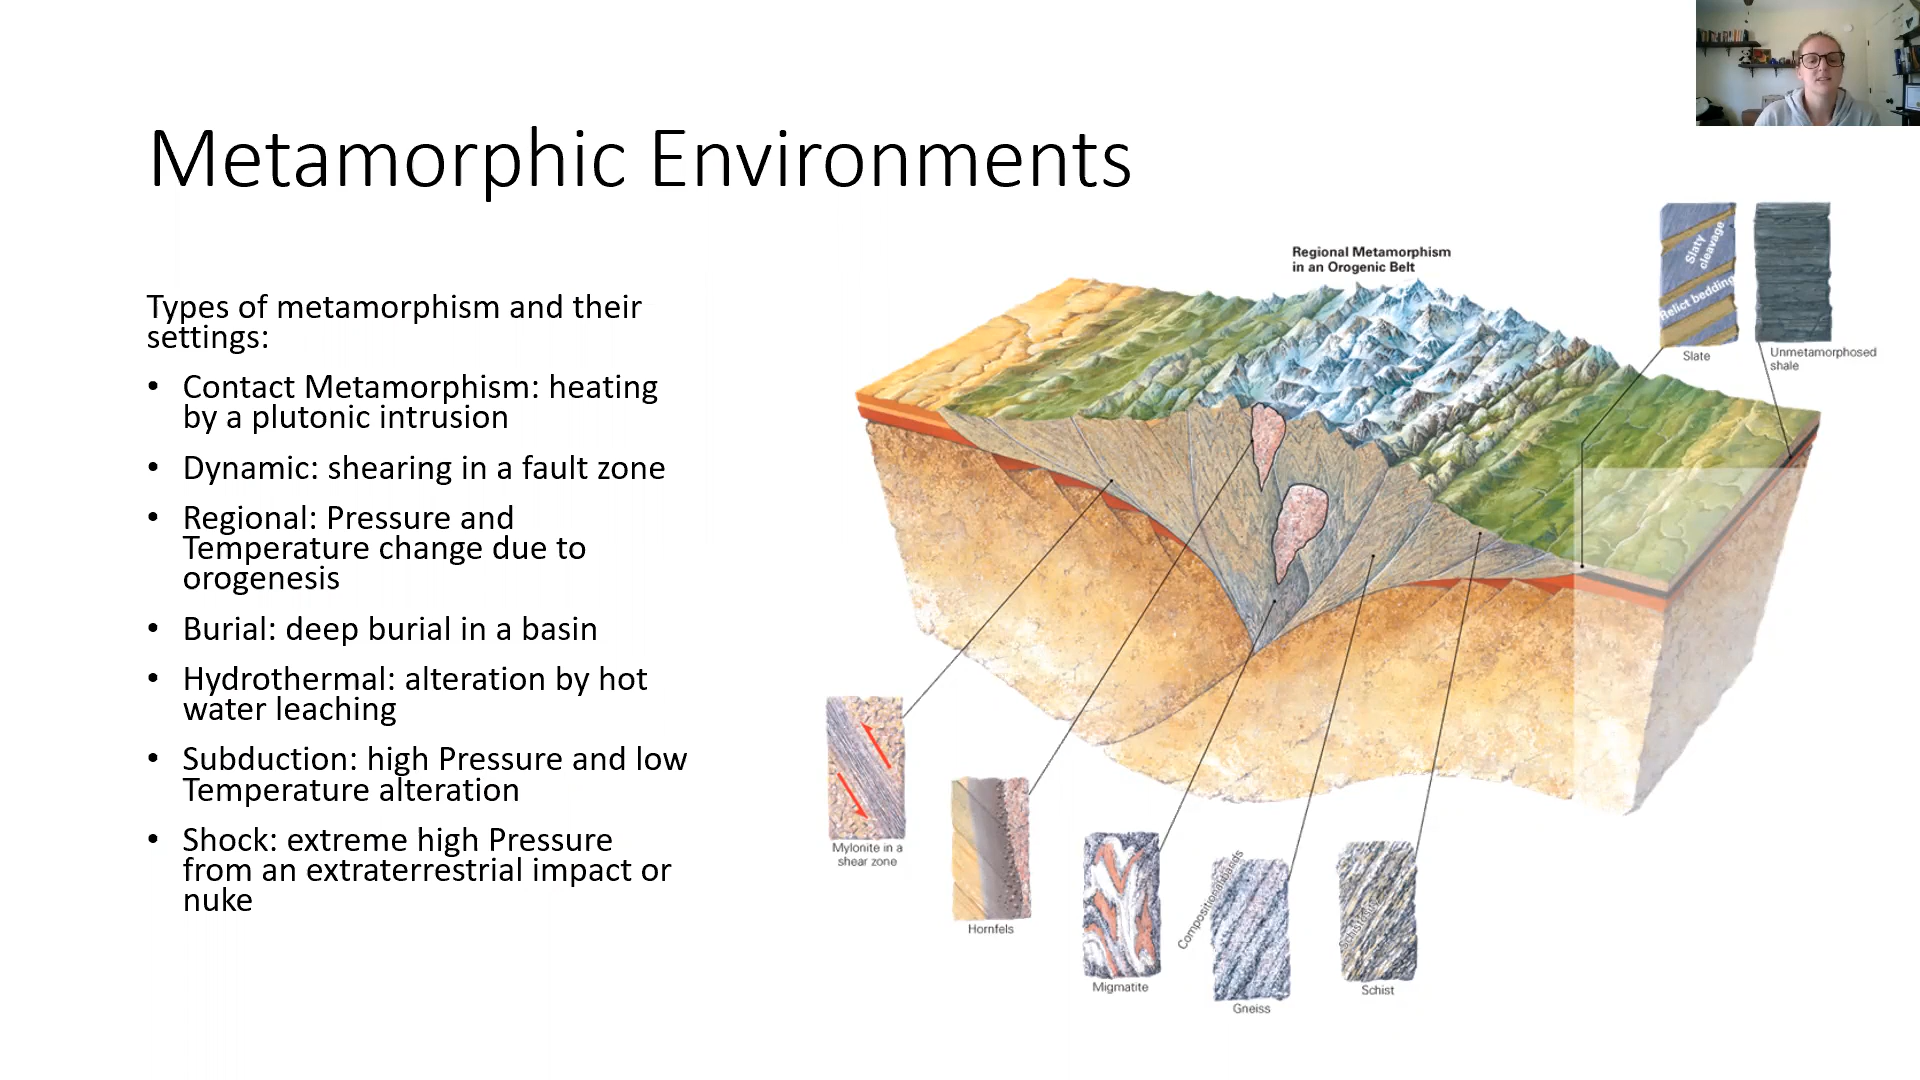 Metamorphic Environments
Types of metamorphism and their
settings:
• Contact Metamorphism: heating
by a plutonic intrusion
• Dynamic: shearing in a fault zone
• Regional: Pressure and
Temperature change due to
orogenesis
• Burial: deep burial in a basin
• Hydrothermal: alteration by hot
water leaching
• Subduction: high Pressure and low
Temperature alteration
• Shock: extreme high Pressure
from an extraterrestrial impact or
nuke
Regional Metamorphism
in an Orogenic Belt
Slaty
cleavage
Relict bedding
Slate
Unmetamorphosed
shale
Mylonite in a
shear zone
Hornfels
Migmatite
Compositional bands
Gneiss
Schistosity
Schist